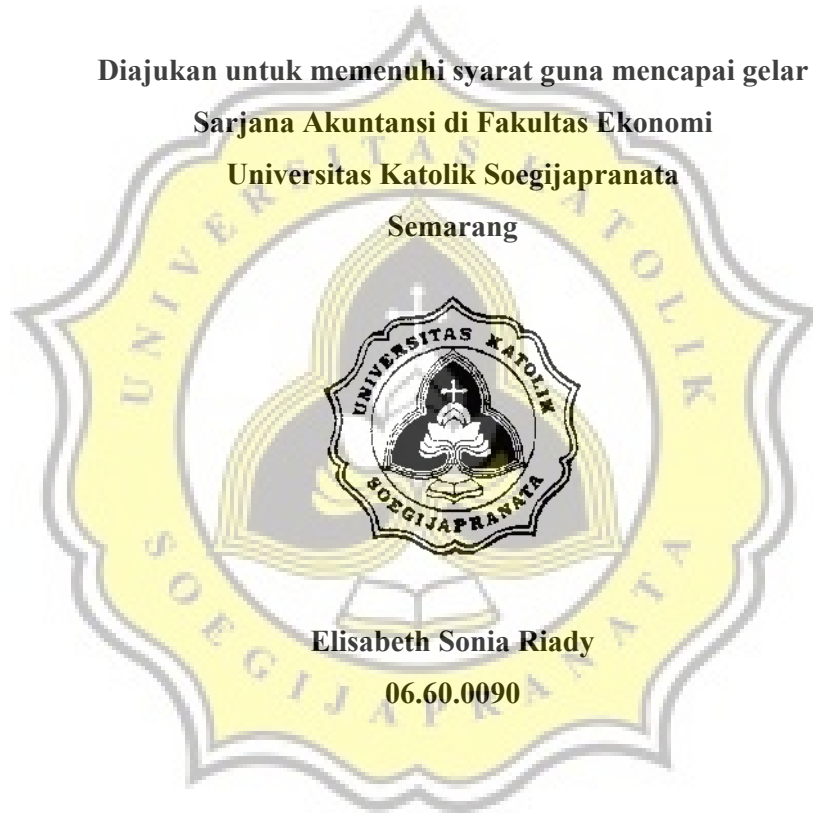 Diajukan untuk memenuhi syarat guna mencapai gelar
Sarjana Akuntansi di Fakultas Ekonomi
Universitas Katolik Soegijapranata
Semarang
UNIVERSITAS KATOLIK
SOEGIJAPRANATA
UNIVERSITAS KATOLIK
SOEGIJAPRANATA
Elisabeth Sonia Riady
06.60.0090